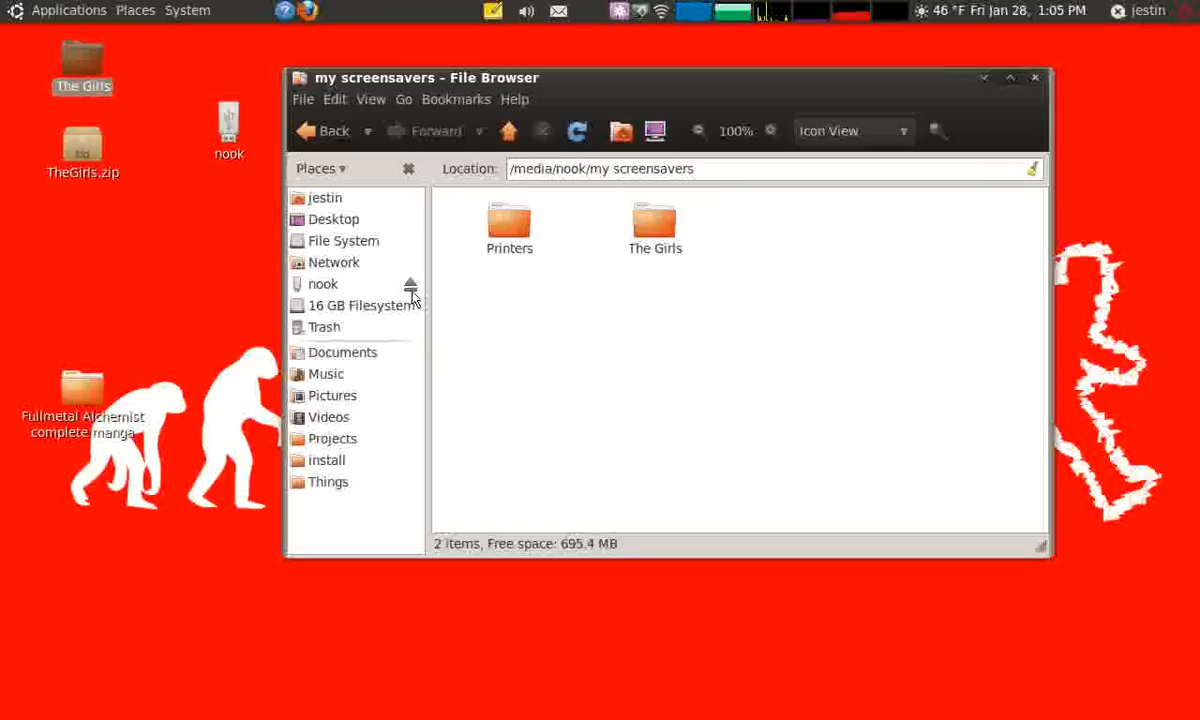 Applications Places System
46 °F Fri Jan 28, 1:05 PM
jestin
The Girls
nook
TheGirls.zip
Fullmetal Alchemist
complete manga
my screensavers - File Browser
File Edit View Go Bookmarks Help
Back Forward 100% Icon View
Places
Location: /media/nook/my screensavers
jestin
Desktop
File System
Network
nook
16 GB Filesystem
Trash
Documents
Music
Pictures
Videos
Projects
install
Things
Printers
The Girls
2 items, Free space: 695.4 MB